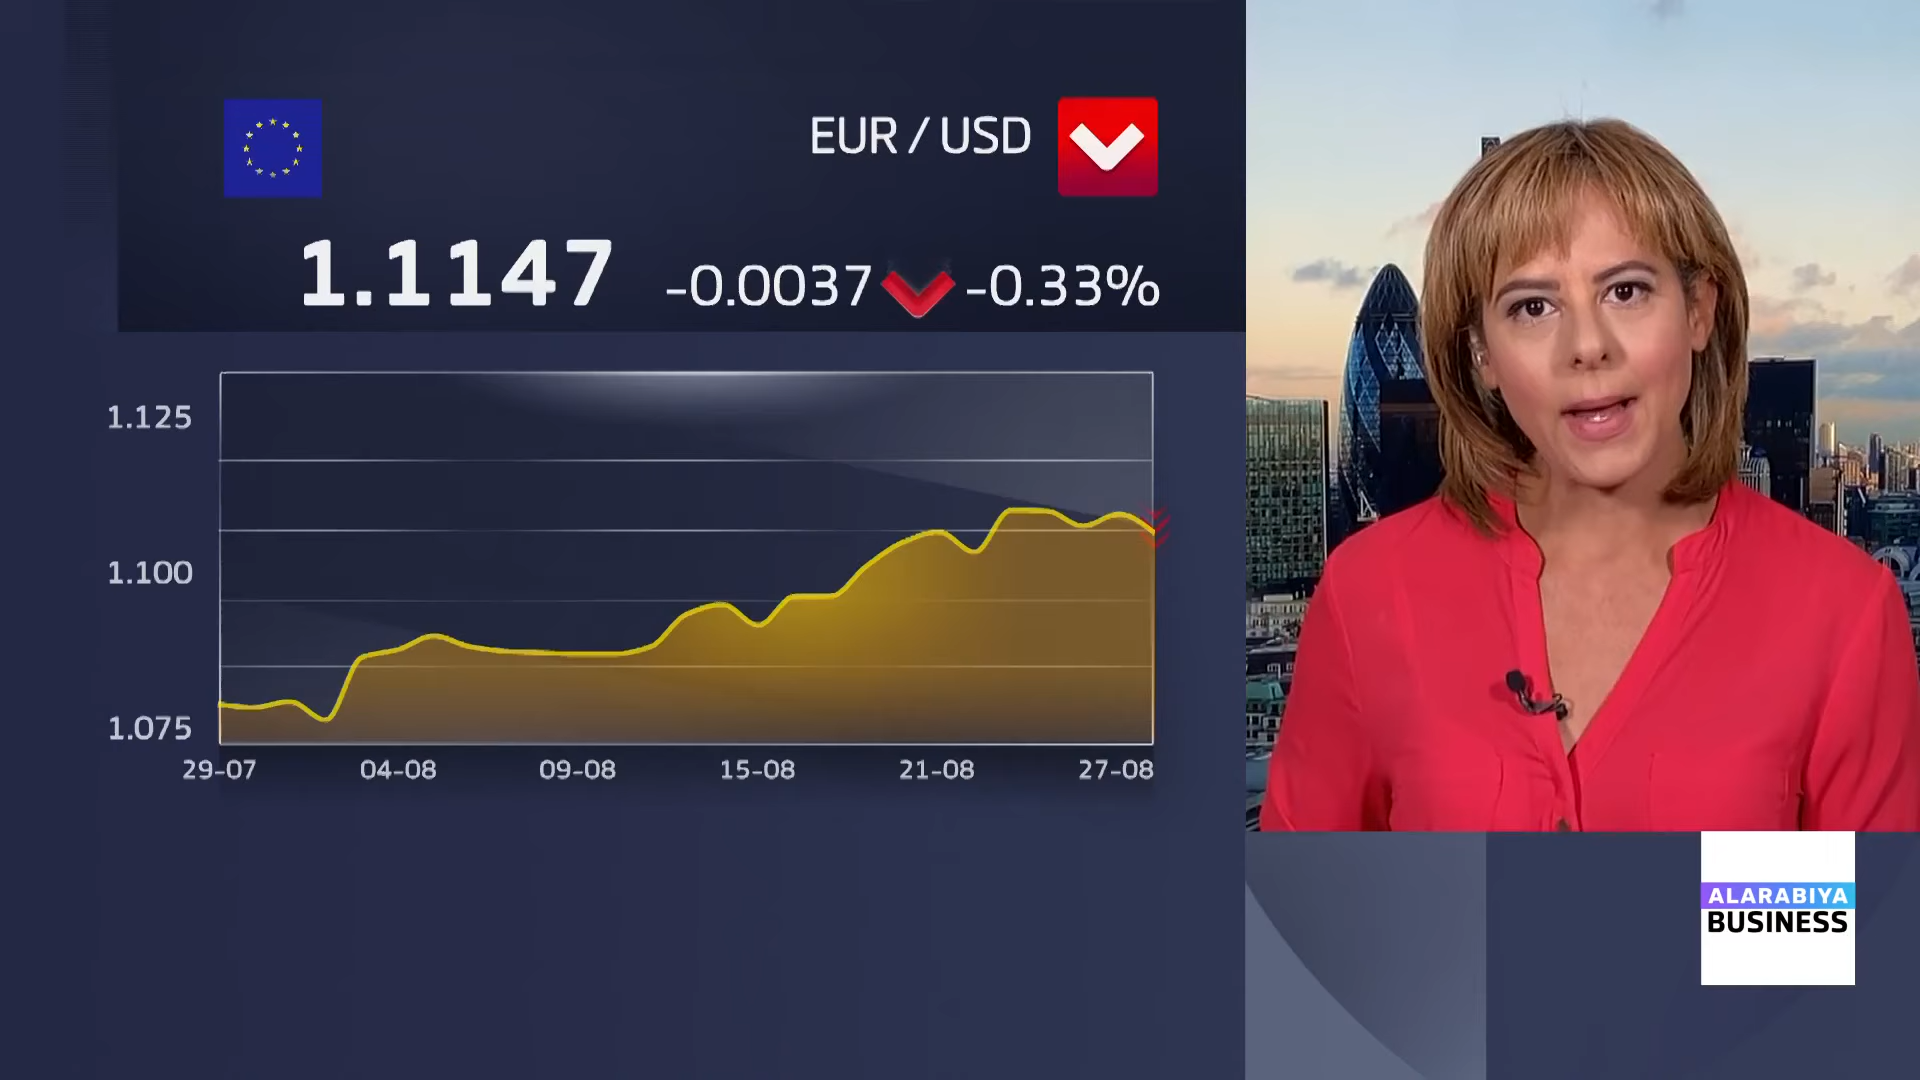 EUR / USD
1.1147 -0.0037 -0.33%
1.125
1.100
1.075
29-07 04-08 09-08 15-08 21-08 27-08
ALARABIYA
BUSINESS